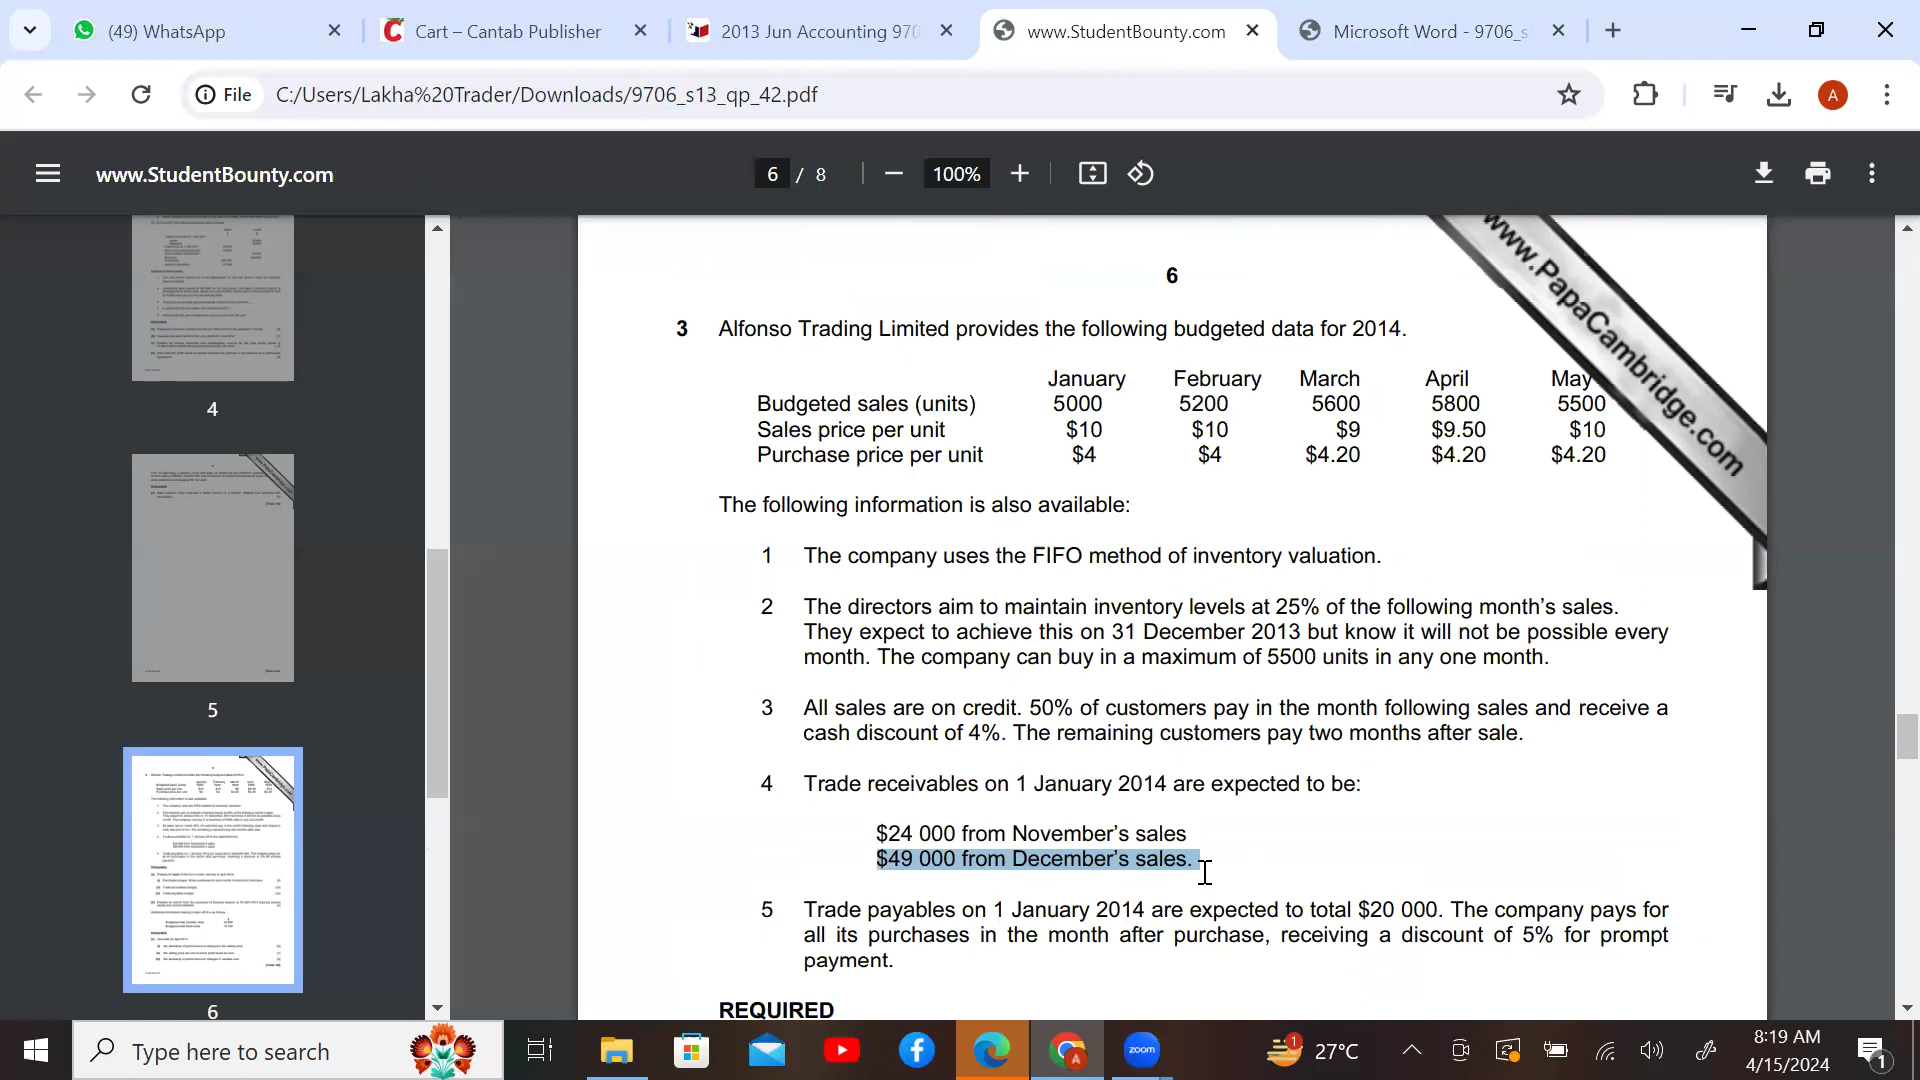 (49) WhatsApp
Cart – Cantab Publisher
2013 Jun Accounting 970
www.StudentBounty.com
Microsoft Word - 9706_s
File
C:/Users/Lakha%20Trader/Downloads/9706_s13_qp_42.pdf
A
www.StudentBounty.com
6 / 8
100%
4
5
6
6
www.PapaCambridge.com
3 Alfonso Trading Limited provides the following budgeted data for 2014.
January February March April May
Budgeted sales (units) 5000 5200 5600 5800 5500
Sales price per unit $10 $10 $9 $9.50 $10
Purchase price per unit $4 $4 $4.20 $4.20 $4.20
The following information is also available:
1 The company uses the FIFO method of inventory valuation.
2 The directors aim to maintain inventory levels at 25% of the following month’s sales.
They expect to achieve this on 31 December 2013 but know it will not be possible every
month. The company can buy in a maximum of 5500 units in any one month.
3 All sales are on credit. 50% of customers pay in the month following sales and receive a
cash discount of 4%. The remaining customers pay two months after sale.
4 Trade receivables on 1 January 2014 are expected to be:
$24 000 from November’s sales
$49 000 from December’s sales.
5 Trade payables on 1 January 2014 are expected to total $20 000. The company pays for
all its purchases in the month after purchase, receiving a discount of 5% for prompt
payment.
REQUIRED
Type here to search
zoom
A
1
27°C
8:19 AM
4/15/2024
1